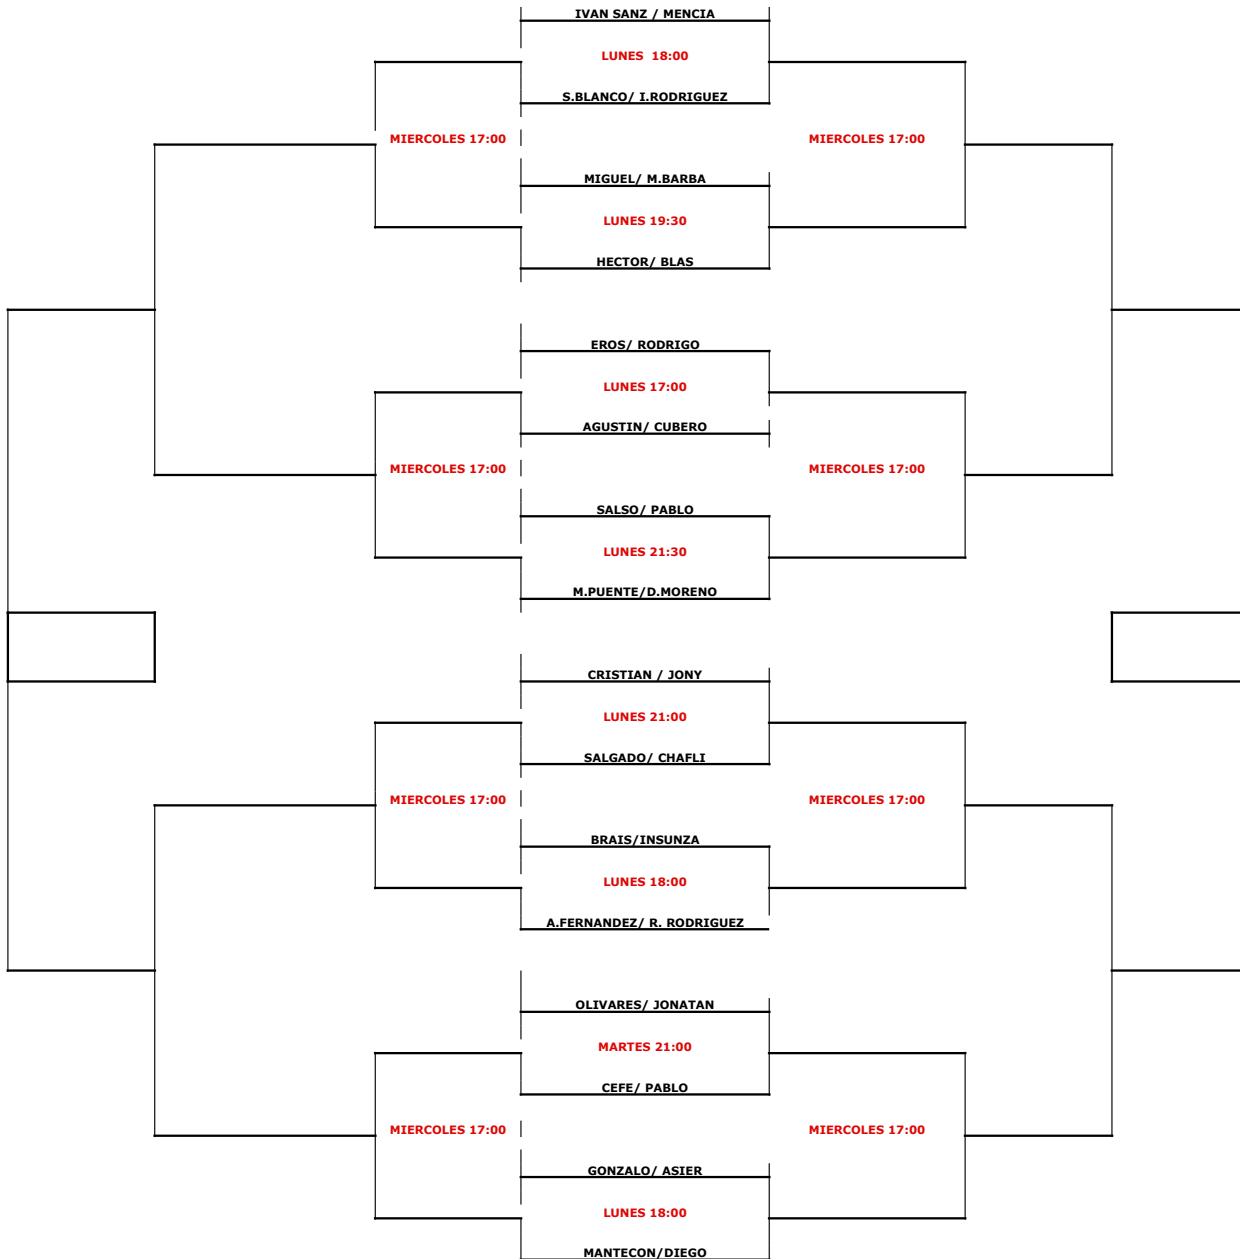 IVAN SANZ / MENCIA
LUNES  18:00
S.BLANCO/ I.RODRIGUEZ
MIERCOLES 17:00
MIERCOLES 17:00
MIGUEL/ M.BARBA
LUNES 19:30
HECTOR/ BLAS
EROS/ RODRIGO
LUNES 17:00
AGUSTIN/ CUBERO
MIERCOLES 17:00
MIERCOLES 17:00
SALSO/ PABLO
LUNES 21:30
M.PUENTE/D.MORENO
CRISTIAN / JONY
LUNES 21:00
SALGADO/ CHAFLI
MIERCOLES 17:00
MIERCOLES 17:00
BRAIS/INSUNZA
LUNES 18:00
A.FERNANDEZ/ R. RODRIGUEZ
OLIVARES/ JONATAN
MARTES 21:00
CEFE/ PABLO
MIERCOLES 17:00
MIERCOLES 17:00
GONZALO/ ASIER
LUNES 18:00
MANTECON/DIEGO